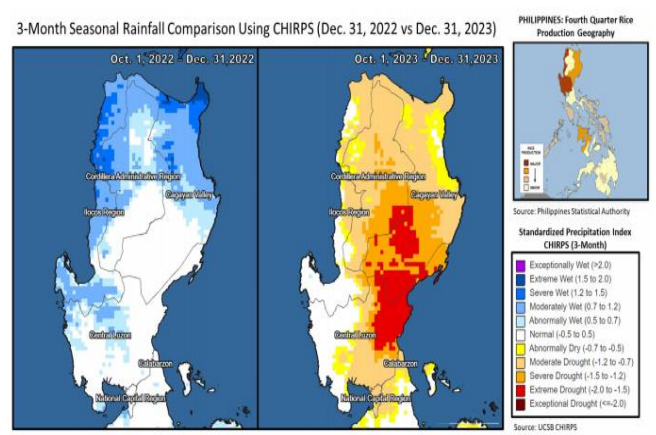 3-Month Seasonal Rainfall Comparison Using CHIRPS (Dec. 31, 2022 vs Dec. 31, 2023)
Oct. 1, 2022 - Dec. 31,2022
Cordillera Administrative Region
Cagayan Valley
Ilocos Region
Central Luzon
Calabarzon
National Capital Region
Oct. 1, 2023 - Dec. 31,2023
Cordillera Administrative Region
Cagayan Valley
Ilocos Region
Central Luzon
Calabarzon
National Capital Region
PHILIPPINES: Fourth Quarter Rice
Production Geography
RICE
PRODUCTION
MAJOR
MINOR
Source: Philippines Statistical Authority
Standardized Precipitation Index
CHIRPS (3-Month)
Exceptionally Wet (>2.0)
Extreme Wet (1.5 to 2.0)
Severe Wet (1.2 to 1.5)
Moderately Wet (0.7 to 1.2)
Abnormally Wet (0.5 to 0.7)
Normal (-0.5 to 0.5)
Abnormally Dry (-0.7 to -0.5)
Moderate Drought (-1.2 to -0.7)
Severe Drought (-1.5 to -1.2)
Extreme Drought (-2.0 to -1.5)
Exceptional Drought (<=-2.0)
Source: UCSB CHIRPS